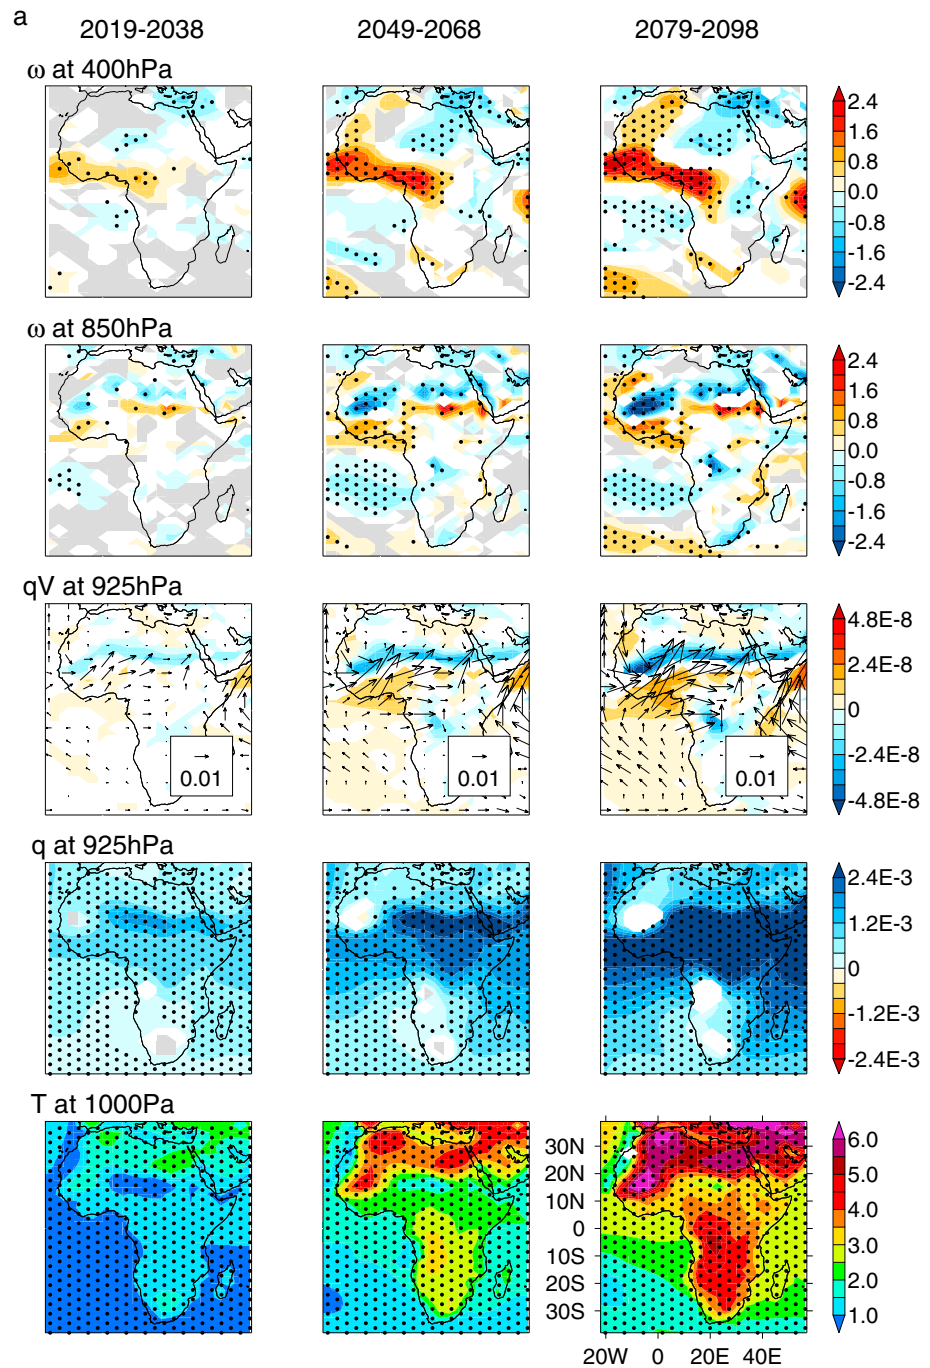 a
2019-2038 2049-2068 2079-2098
ω at 400hPa
2.4
1.6
0.8
0.0
-0.8
-1.6
-2.4
ω at 850hPa
2.4
1.6
0.8
0.0
-0.8
-1.6
-2.4
qV at 925hPa
4.8E-8
2.4E-8
0
-2.4E-8
-4.8E-8
0.01 0.01 0.01
q at 925hPa
2.4E-3
1.2E-3
0
-1.2E-3
-2.4E-3
T at 1000Pa
30N
20N
10N
0
10S
20S
30S
6.0
5.0
4.0
3.0
2.0
1.0
20W 0 20E 40E